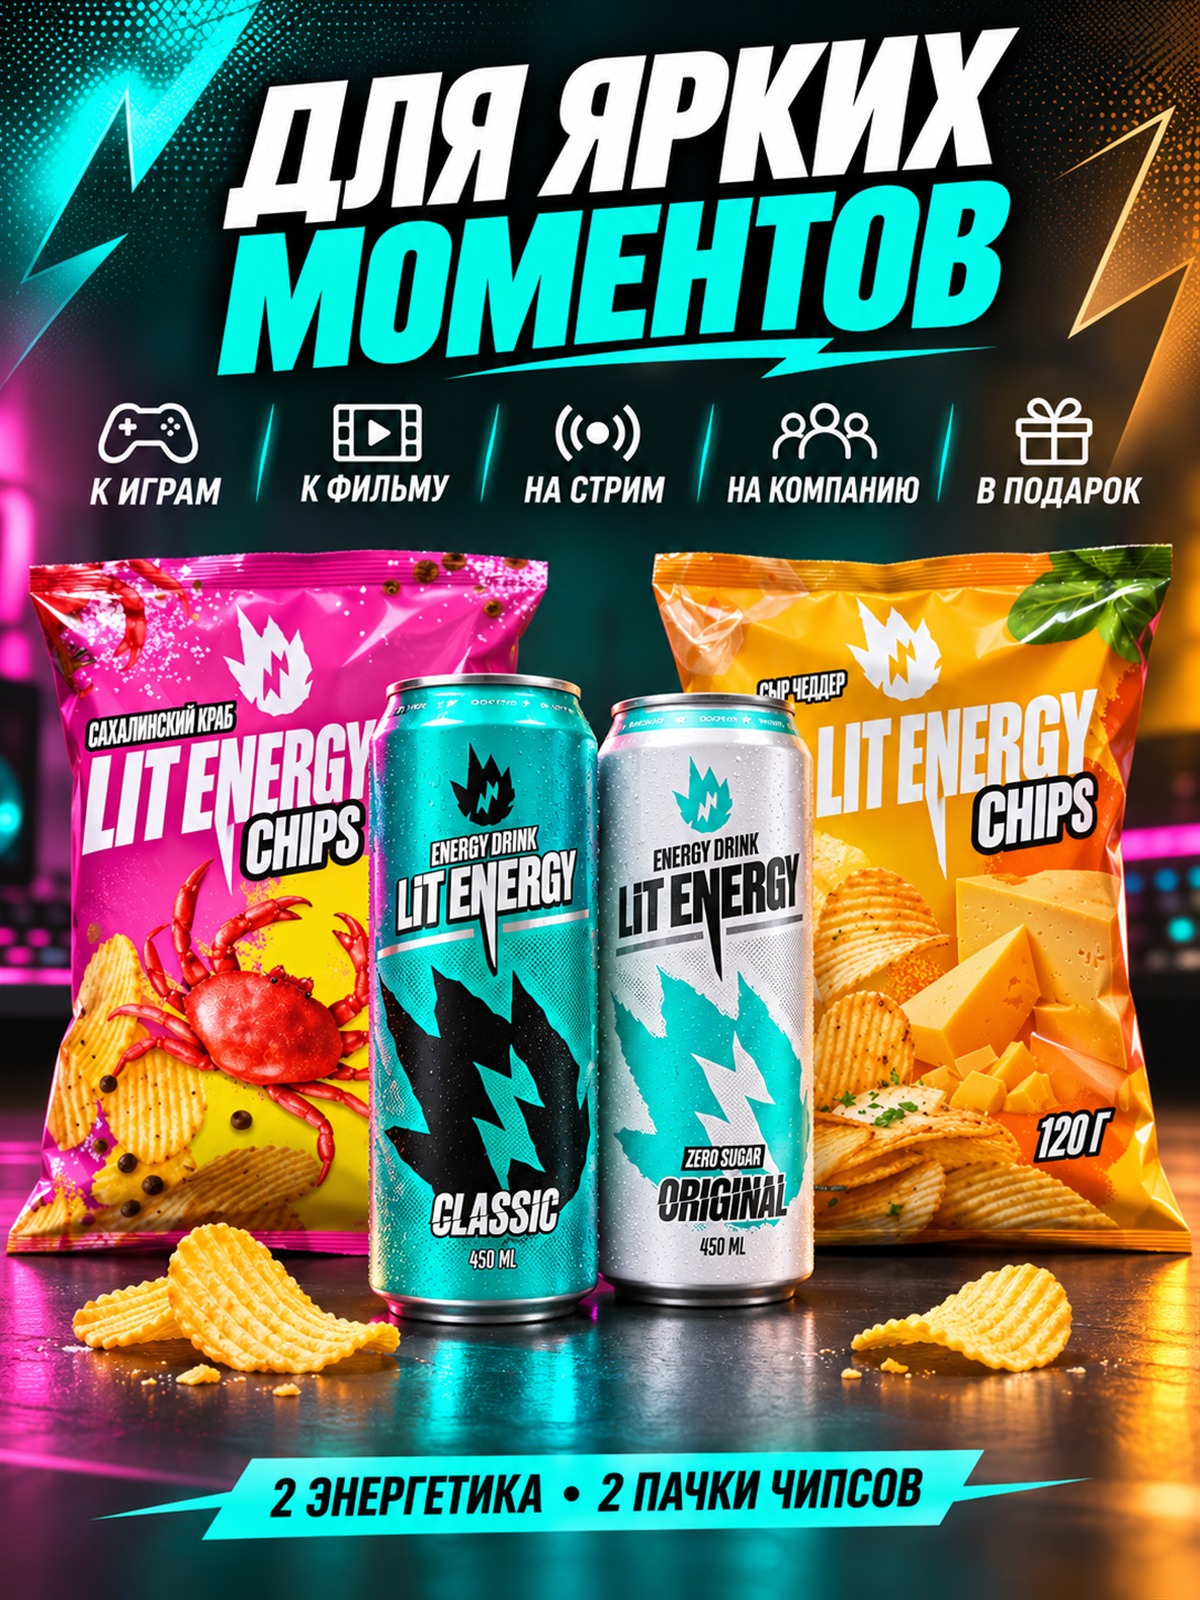 ДЛЯ ЯРКИХ
МОМЕНТОВ
К ИГРАМ
К ФИЛЬМУ
НА СТРИМ
НА КОМПАНИЮ
В ПОДАРОК
САХАЛИНСКИЙ КРАБ
LIT ENERGY
CHIPS
ENERGY DRINK
LIT ENERGY
CLASSIC
450 ML
ENERGY DRINK
LIT ENERGY
ZERO SUGAR
ORIGINAL
450 ML
СЫР ЧЕДДЕР
LIT ENERGY
CHIPS
120 Г
2 ЭНЕРГЕТИКА • 2 ПАЧКИ ЧИПСОВ